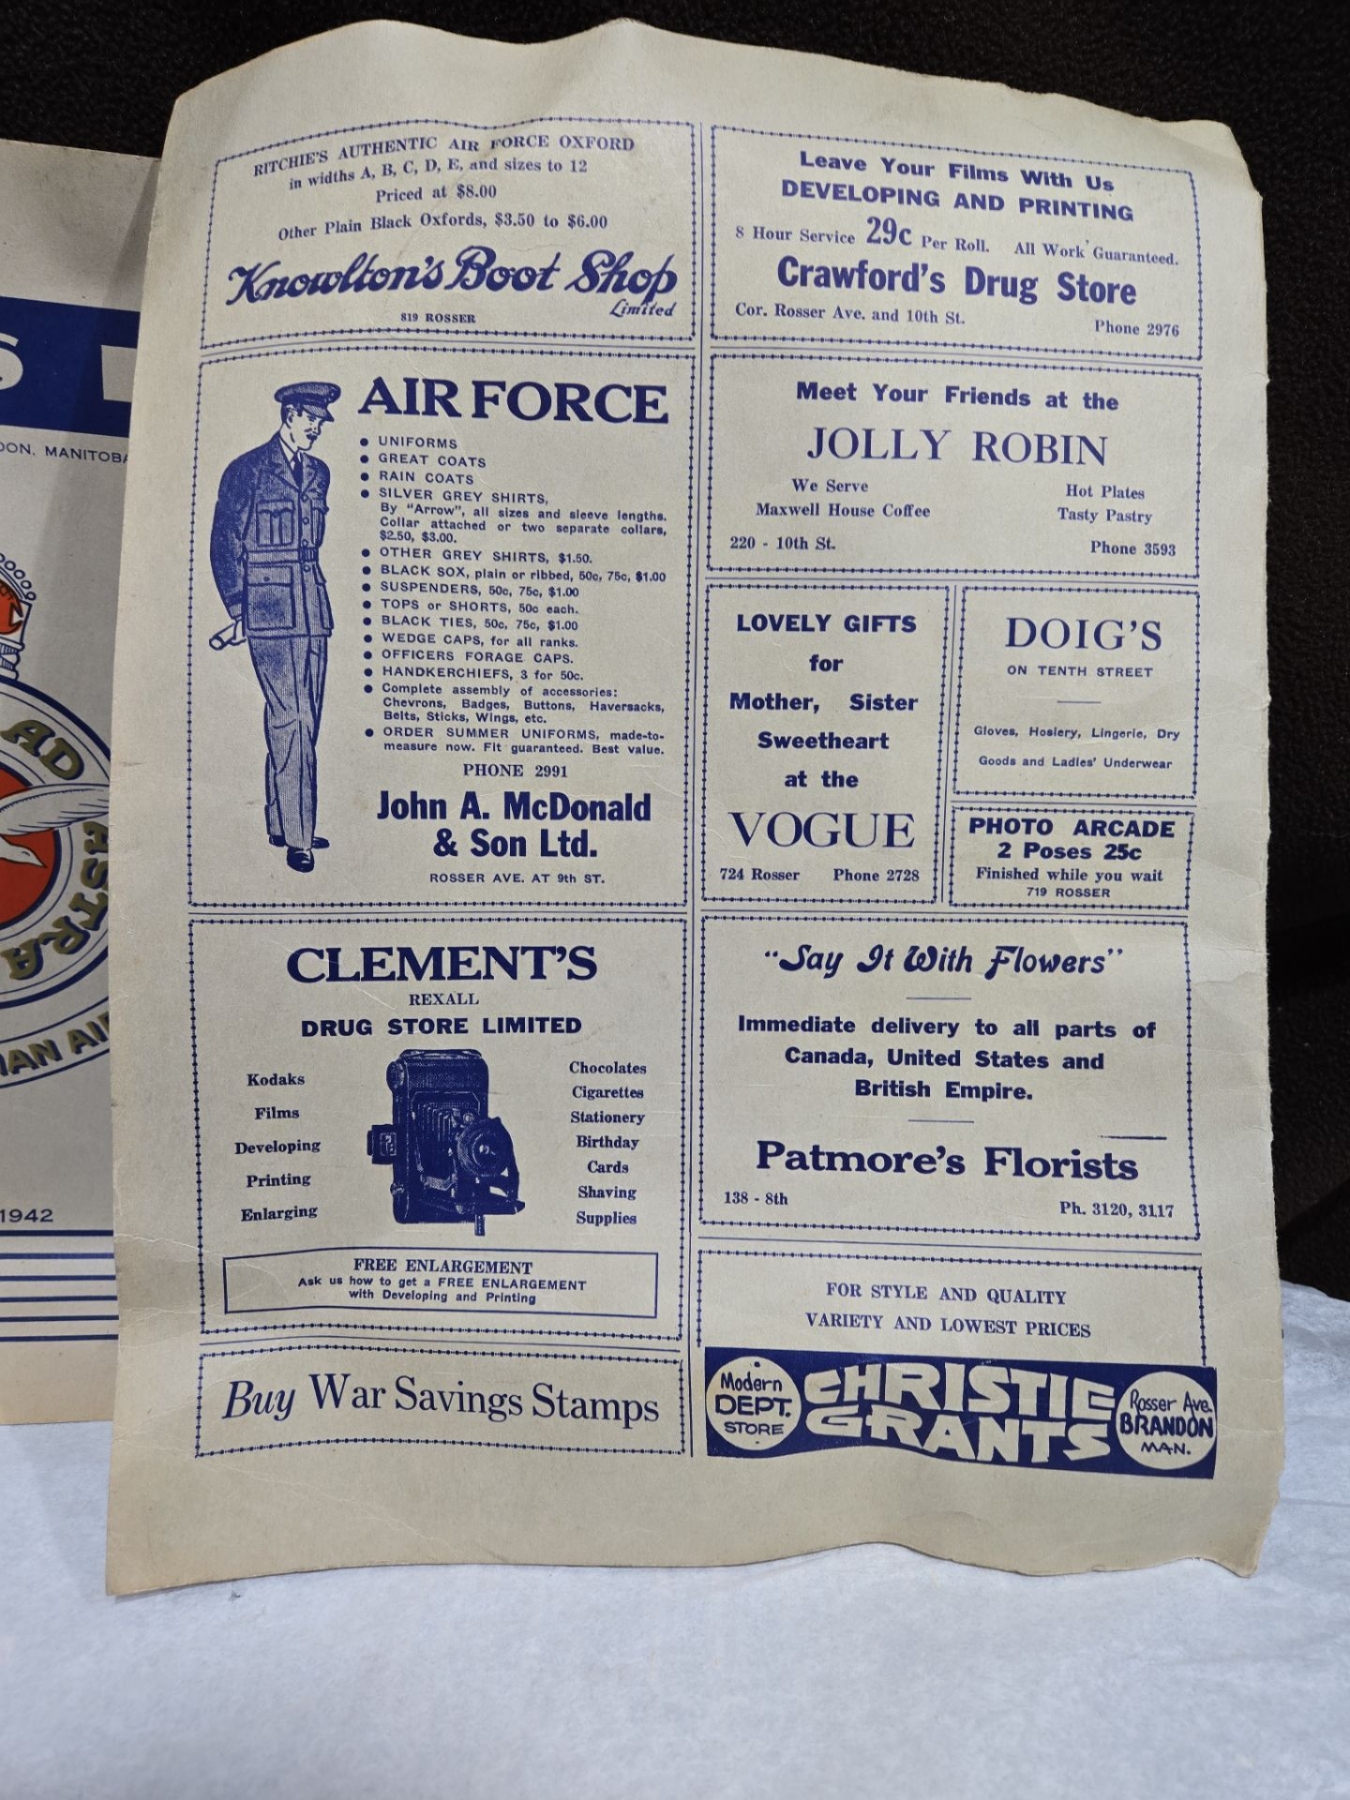 S
DON, MANITOBA
AD
ASTRA
IAN AI
1942
RITCHIE'S AUTHENTIC AIR FORCE OXFORD
in widths A, B, C, D, E, and sizes to 12
Priced at $8.00
Other Plain Black Oxfords, $3.50 to $6.00
Knowlton's Boot Shop
Limited
819 ROSSER
AIR FORCE
● UNIFORMS
● GREAT COATS
● RAIN COATS
● SILVER GREY SHIRTS,
By "Arrow", all sizes and sleeve lengths.
Collar attached or two separate collars,
$2.50, $3.00.
● OTHER GREY SHIRTS, $1.50.
● BLACK SOX, plain or ribbed, 50c, 75c, $1.00
● SUSPENDERS, 50c, 75c, $1.00
● TOPS or SHORTS, 50c each.
● BLACK TIES, 50c, 75c, $1.00
● WEDGE CAPS, for all ranks.
● OFFICERS FORAGE CAPS.
● HANDKERCHIEFS, 3 for 50c.
● Complete assembly of accessories:
Chevrons, Badges, Buttons, Haversacks,
Belts, Sticks, Wings, etc.
● ORDER SUMMER UNIFORMS, made-to-
measure now. Fit guaranteed. Best value.
PHONE 2991
John A. McDonald
& Son Ltd.
ROSSER AVE. AT 9th ST.
CLEMENT'S
REXALL
DRUG STORE LIMITED
Kodaks
Films
Developing
Printing
Enlarging
Chocolates
Cigarettes
Stationery
Birthday
Cards
Shaving
Supplies
FREE ENLARGEMENT
Ask us how to get a FREE ENLARGEMENT
with Developing and Printing
Buy War Savings Stamps
Leave Your Films With Us
DEVELOPING AND PRINTING
8 Hour Service 29c Per Roll. All Work Guaranteed.
Crawford's Drug Store
Cor. Rosser Ave. and 10th St. Phone 2976
Meet Your Friends at the
JOLLY ROBIN
We Serve Hot Plates
Maxwell House Coffee Tasty Pastry
220 - 10th St. Phone 3593
LOVELY GIFTS
for
Mother, Sister
Sweetheart
at the
VOGUE
724 Rosser Phone 2728
DOIG'S
ON TENTH STREET
Gloves, Hosiery, Lingerie, Dry
Goods and Ladies' Underwear
PHOTO ARCADE
2 Poses 25c
Finished while you wait
719 ROSSER
"Say It With Flowers"
Immediate delivery to all parts of
Canada, United States and
British Empire.
Patmore's Florists
138 - 8th Ph. 3120, 3117
FOR STYLE AND QUALITY
VARIETY AND LOWEST PRICES
Modern
DEPT.
STORE
CHRISTIE
GRANTS
Rosser Ave.
BRANDON
MAN.